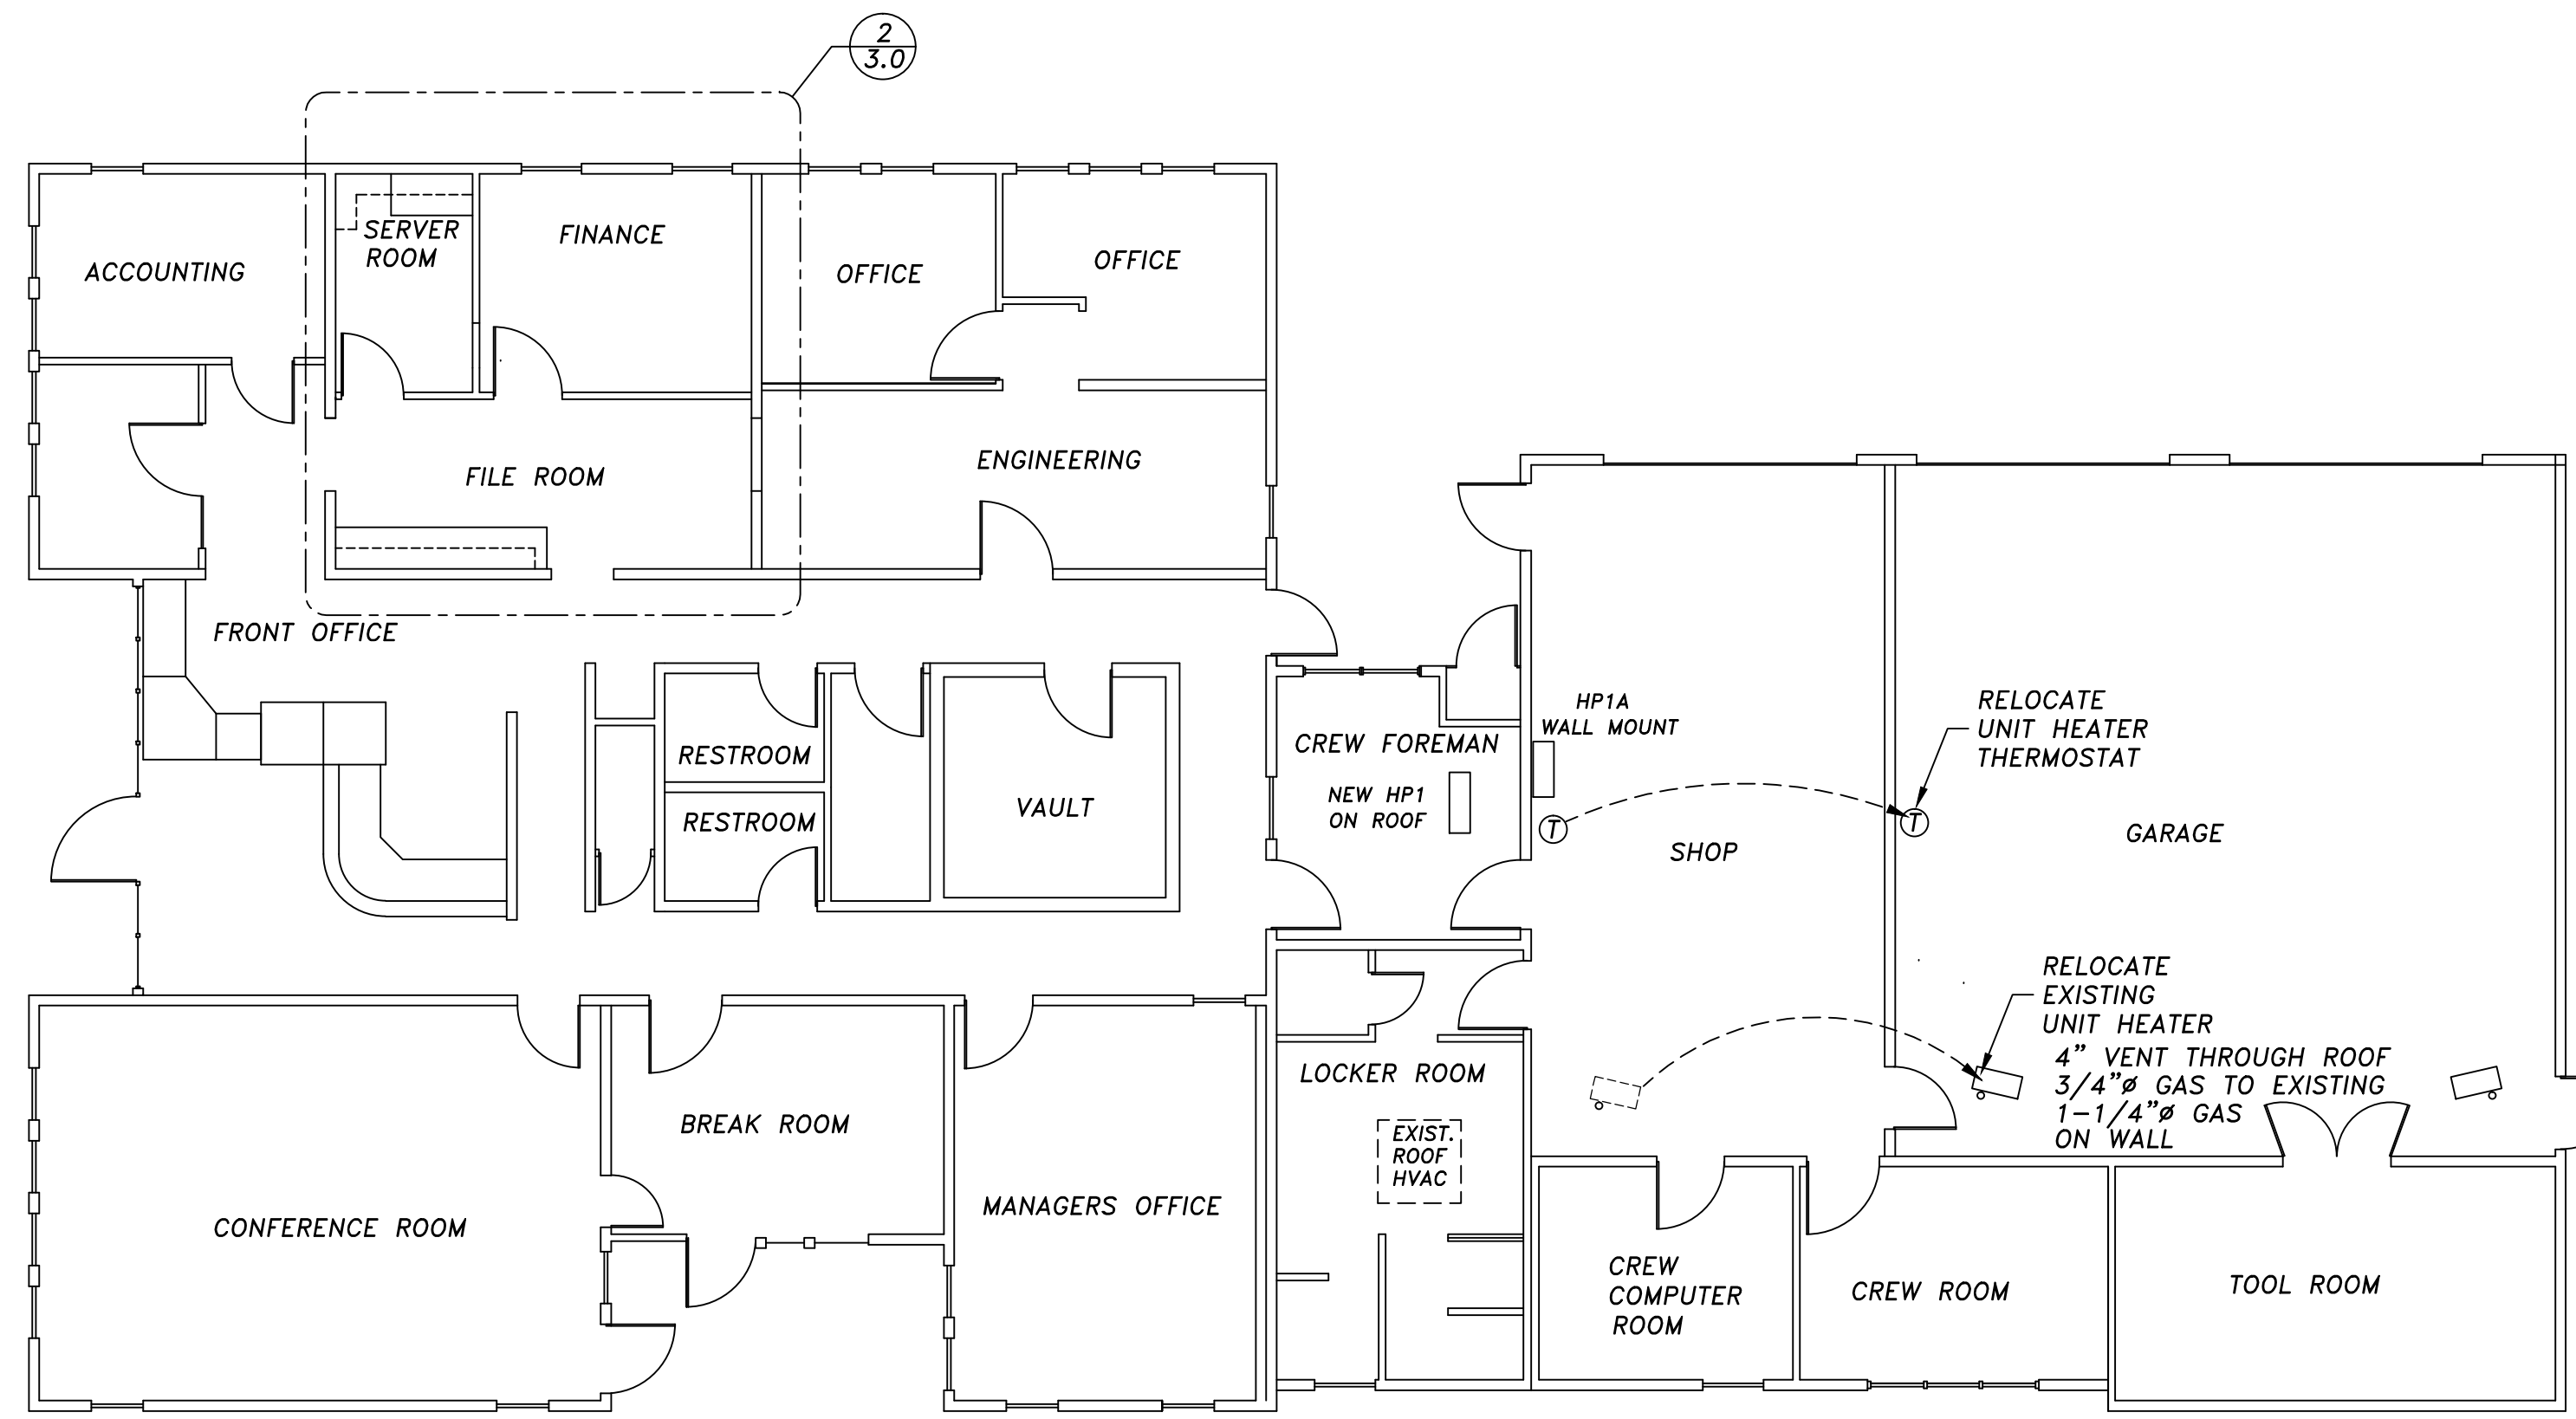 2
3.0
SERVER
ROOM
FINANCE
ACCOUNTING
OFFICE
OFFICE
FILE ROOM
ENGINEERING
FRONT OFFICE
RESTROOM
RESTROOM
VAULT
CREW FOREMAN
NEW HP1
ON ROOF
HP1A
WALL MOUNT
T
SHOP
RELOCATE
UNIT HEATER
THERMOSTAT
T
GARAGE
RELOCATE
EXISTING
UNIT HEATER
4" VENT THROUGH ROOF
3/4"ø GAS TO EXISTING
1-1/4"ø GAS
ON WALL
LOCKER ROOM
EXIST.
ROOF
HVAC
BREAK ROOM
CONFERENCE ROOM
MANAGERS OFFICE
CREW
COMPUTER
ROOM
CREW ROOM
TOOL ROOM